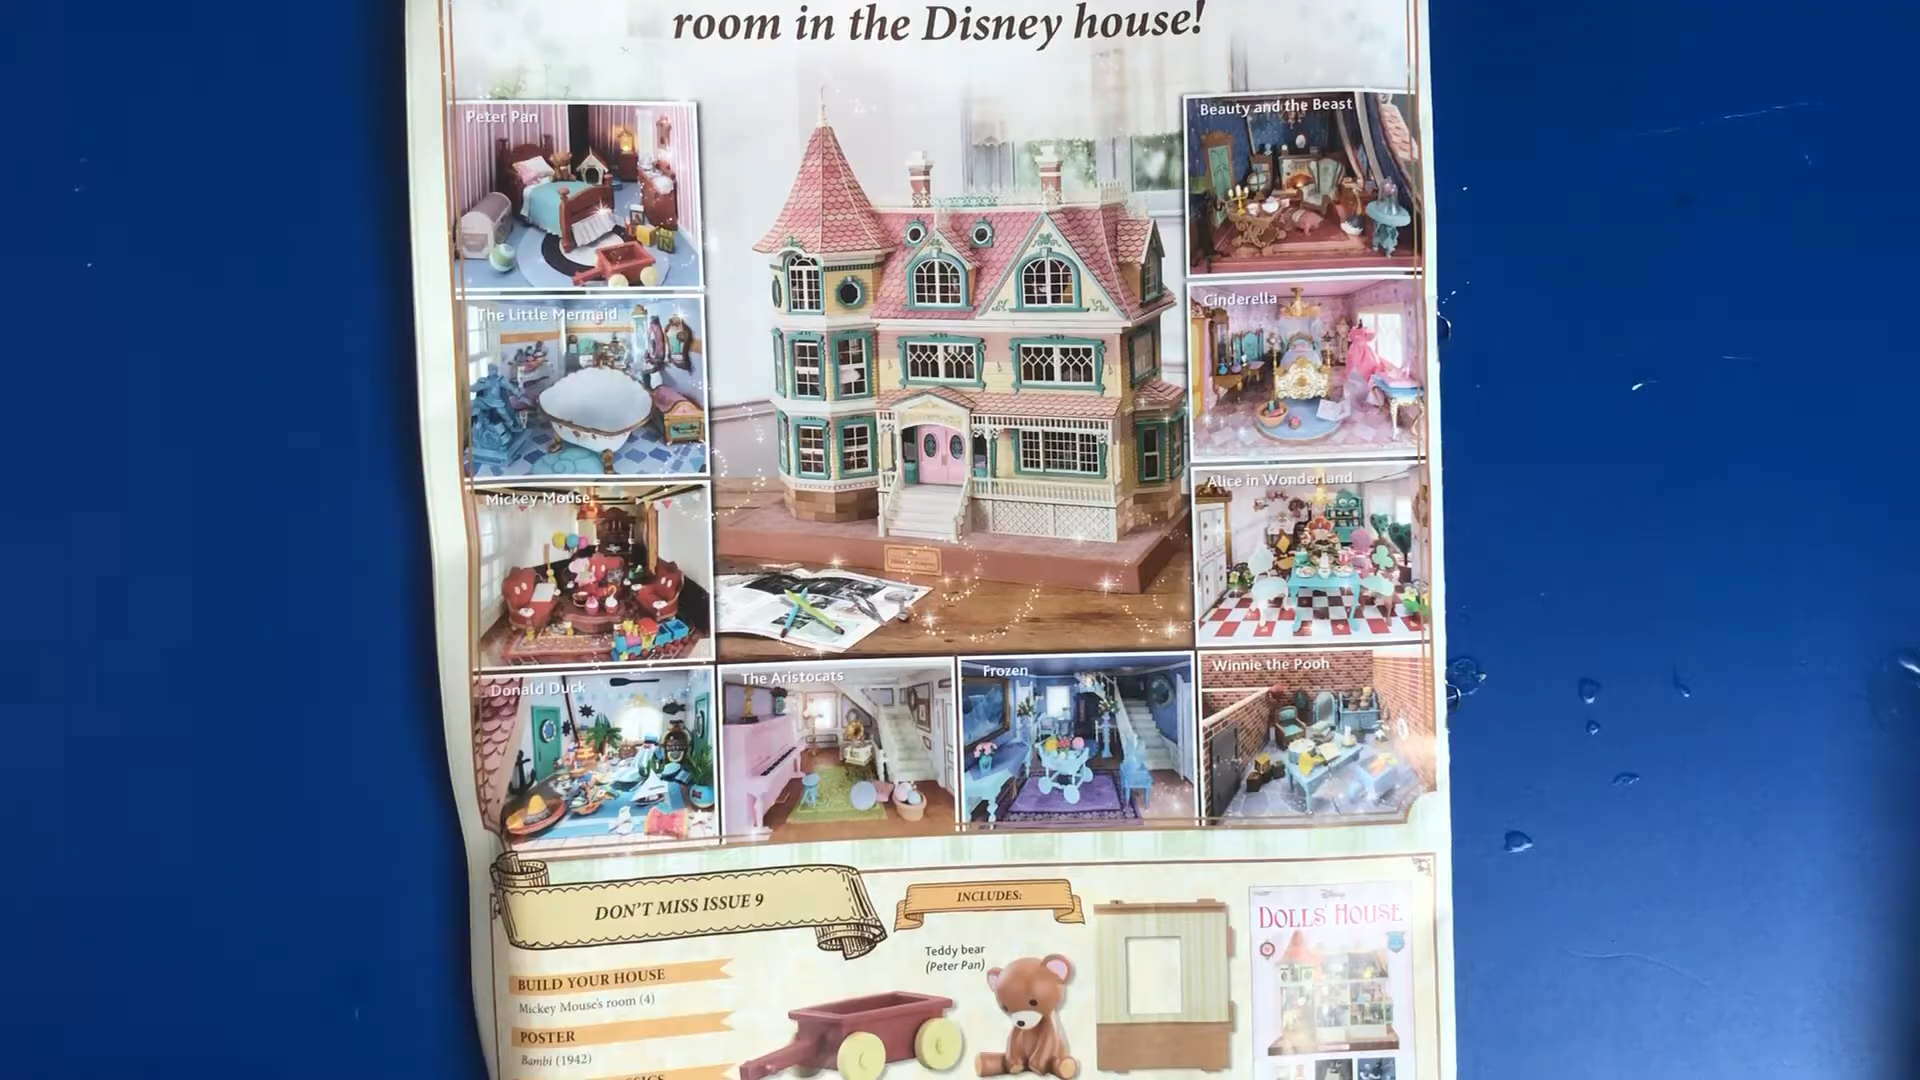 room in the Disney house!
Peter Pan
Beauty and the Beast
The Little Mermaid
Cinderella
Mickey Mouse
Alice in Wonderland
Donald Duck
The Aristocats
Frozen
Winnie the Pooh
DON'T MISS ISSUE 9
INCLUDES:
Teddy bear
(Peter Pan)
BUILD YOUR HOUSE
Mickey Mouse's room (4)
POSTER
Bambi (1942)
Disney
DOLLS' HOUSE